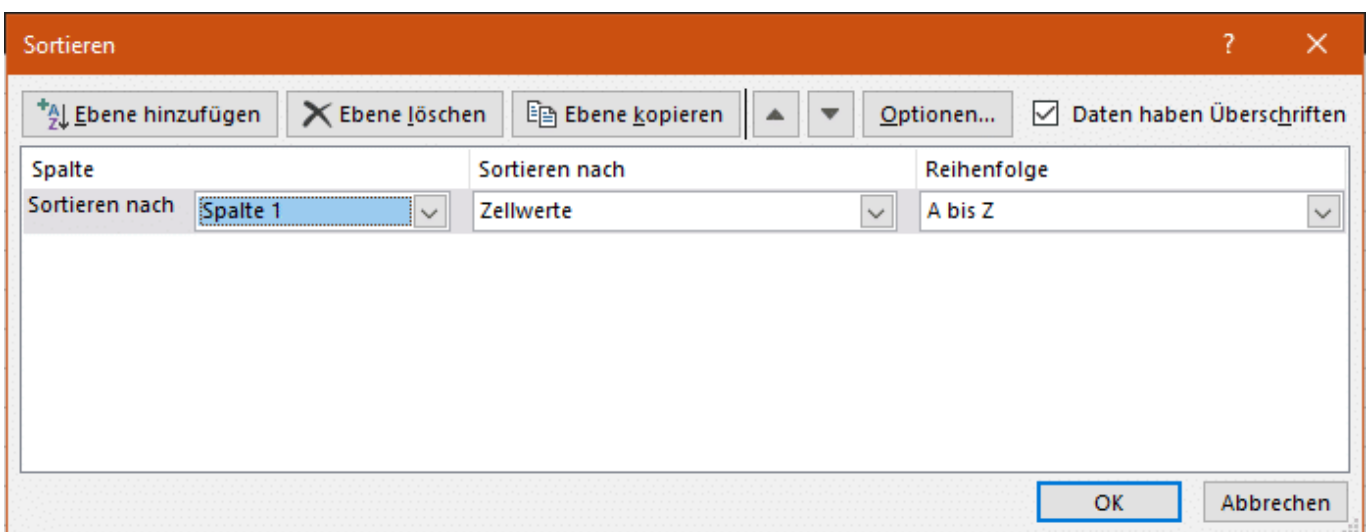 Sortieren ?
Ebene hinzufügen Ebene löschen Ebene kopieren Optionen... Daten haben Überschriften
Spalte Sortieren nach Reihenfolge
Sortieren nach Spalte 1 Zellwerte A bis Z
OK Abbrechen